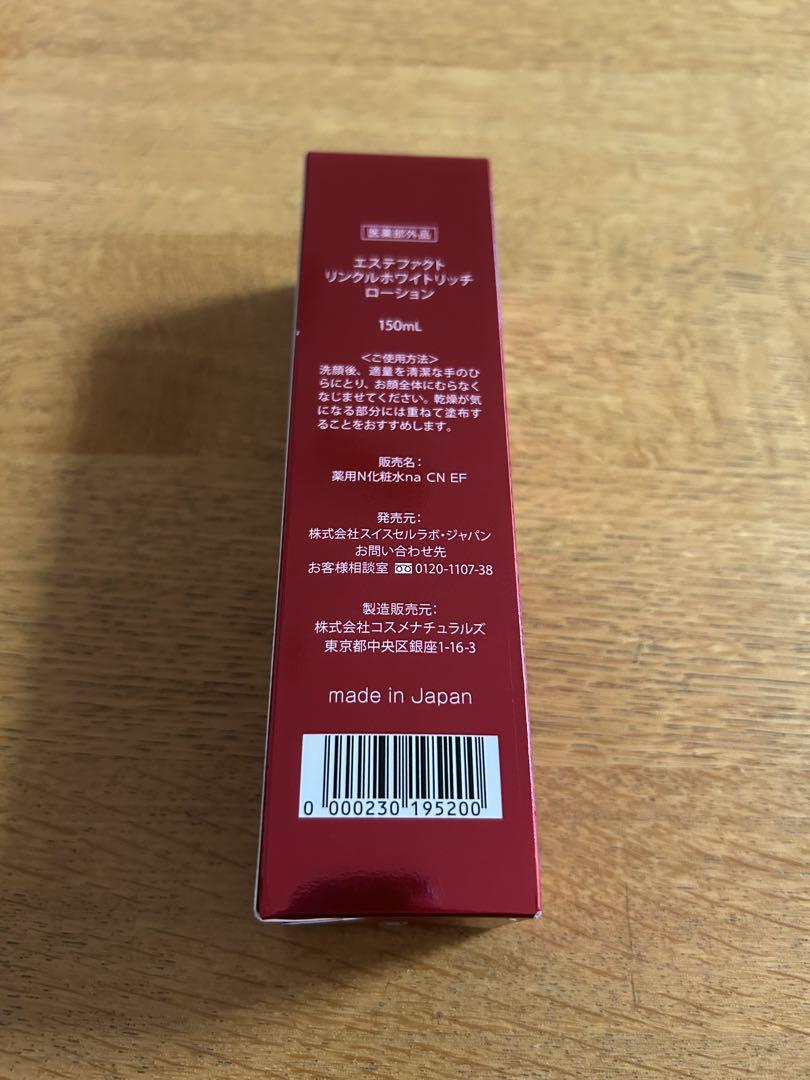 医薬部外品
エステファクト
リンクルホワイトリッチ
ローション
150mL
＜ご使用方法＞
洗顔後、適量を清潔な手のひ
らにとり、お顔全体にむらなく
なじませてください。乾燥が気
になる部分には重ねて塗布す
ることをおすすめします。
販売名：
薬用N化粧水na CN EF
発売元：
株式会社スイスセルラボ・ジャパン
お問い合わせ先
お客様相談室 0120-1107-38
製造販売元：
株式会社コスメナチュラルズ
東京都中央区銀座1-16-3
made in Japan
0 000230 195200